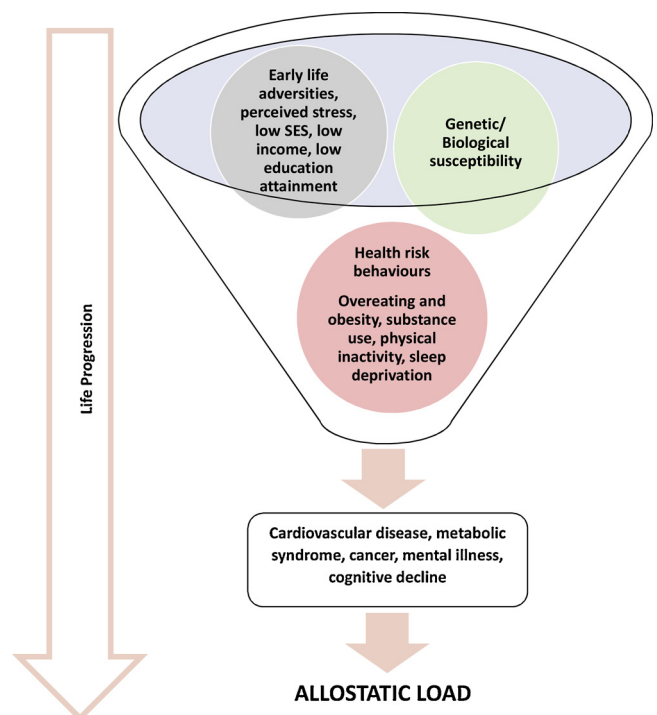 Early life
adversities,
perceived stress,
low SES, low
income, low
education
attainment
Genetic/
Biological
susceptibility
Health risk
behaviours
Overeating and
obesity, substance
use, physical
inactivity, sleep
deprivation
Life Progression
Cardiovascular disease, metabolic
syndrome, cancer, mental illness,
cognitive decline
ALLOSTATIC LOAD